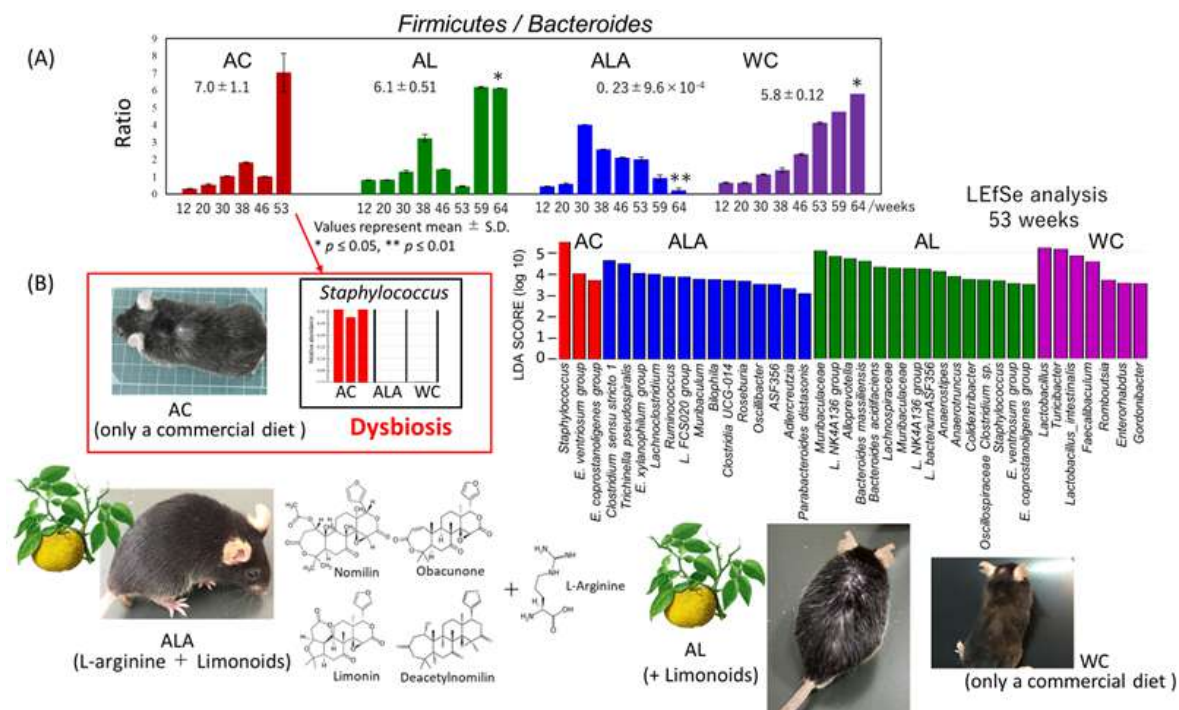 Firmicutes / Bacteroides
(A)
AC
AL
ALA
WC
7.0 ± 1.1
6.1 ± 0.51
0. 23 ± 9.6 × 10⁻⁴
5.8 ± 0.12
*
**
*
Ratio
9
8
7
6
5
4
3
2
1
0
12 20 30 38 46 53
12 20 30 38 46 53 59 64
12 20 30 38 46 53 59 64
12 20 30 38 46 53 59 64 /weeks
Values represent mean ± S.D.
* p ≤ 0.05, ** p ≤ 0.01
LEfSe analysis
53 weeks
AC
ALA
AL
WC
LDA SCORE (log 10)
5
4
3
2
1
0
Staphylococcus
E. ventriosum group
E. coprostanoligenes group
Clostridium sensu stricto 1
Trichinella pseudospiralis
E. xylanophilum group
Lachnoclostridium
Ruminococcus
L. FCS020 group
Muribaculum
Bilophila
Clostridia UCG-014
Roseburia
Oscillibacter
ASF356
Adlercreutzia
Parabacteroides distasonis
Muribaculaceae
L. NK4A136 group
Alloprevotella
Bacteroides massiliensis
Bacteroides acidifaciens
Lachnospiraceae
Muribaculaceae
L. NK4A136 group
L. bacteriumASF356
Anaerostipes
Anaerotruncus
Colidextribacter
Oscillospiraceae Clostridium sp.
Staphylococcus
E. ventriosum group
E. coprostanoligenes group
Lactobacillus
Turicibacter
Lactobacillus_intestinalis
Faecalibaculum
Romboutsia
Enterorhabdus
Gordonibacter
(B)
Staphylococcus
Relative abundance
AC
ALA
WC
AC
(only a commercial diet )
Dysbiosis
Nomilin
Obacunone
Limonin
Deacetylnomilin
+
L-Arginine
ALA
(L-arginine + Limonoids)
AL
(+ Limonoids)
WC
(only a commercial diet )